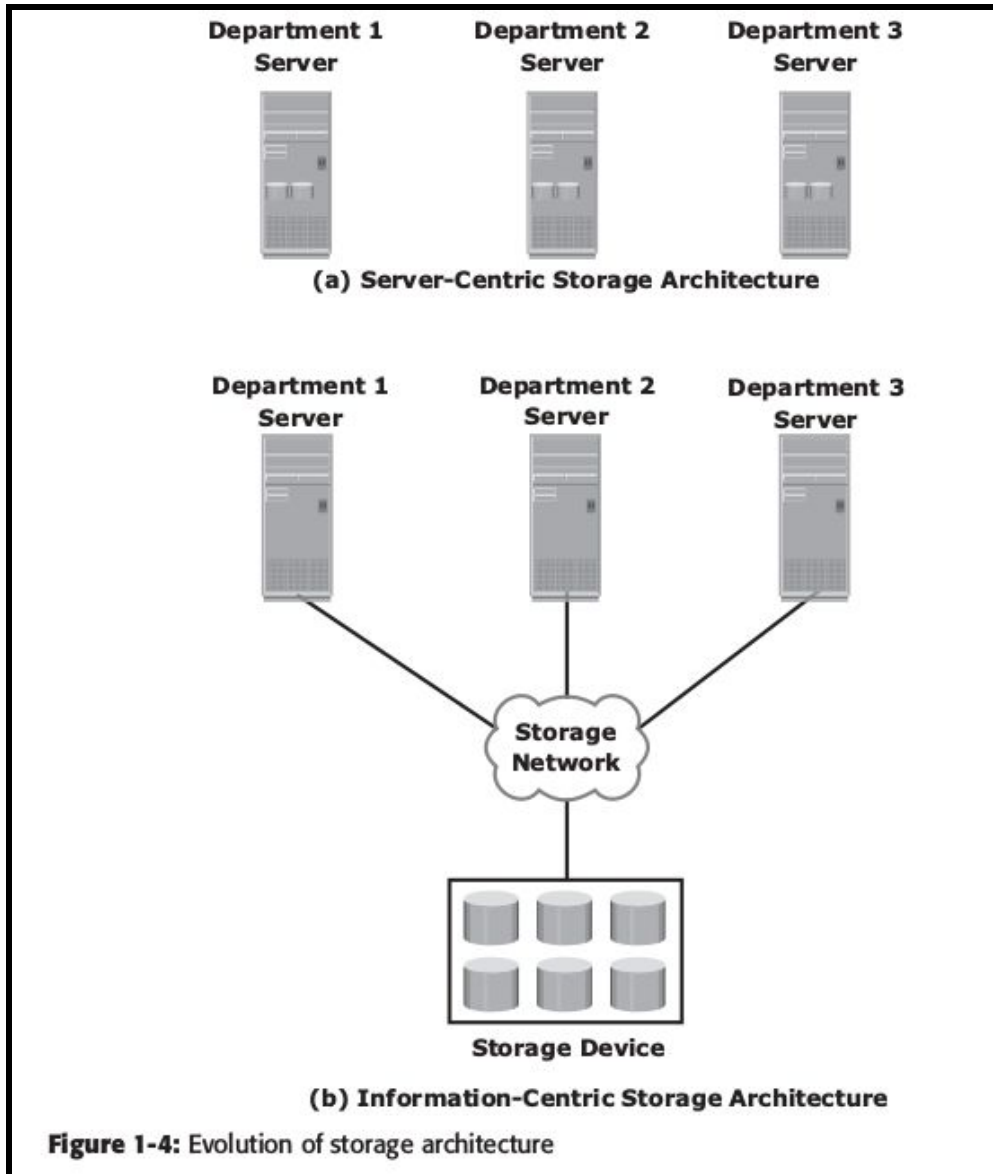 Department 1 Department 2 Department 3
Server Server Server
(a) Server-Centric Storage Architecture
Department 1 Department 2 Department 3
Server Server Server
Storage
Network
Storage Device
(b) Information-Centric Storage Architecture
Figure 1-4: Evolution of storage architecture